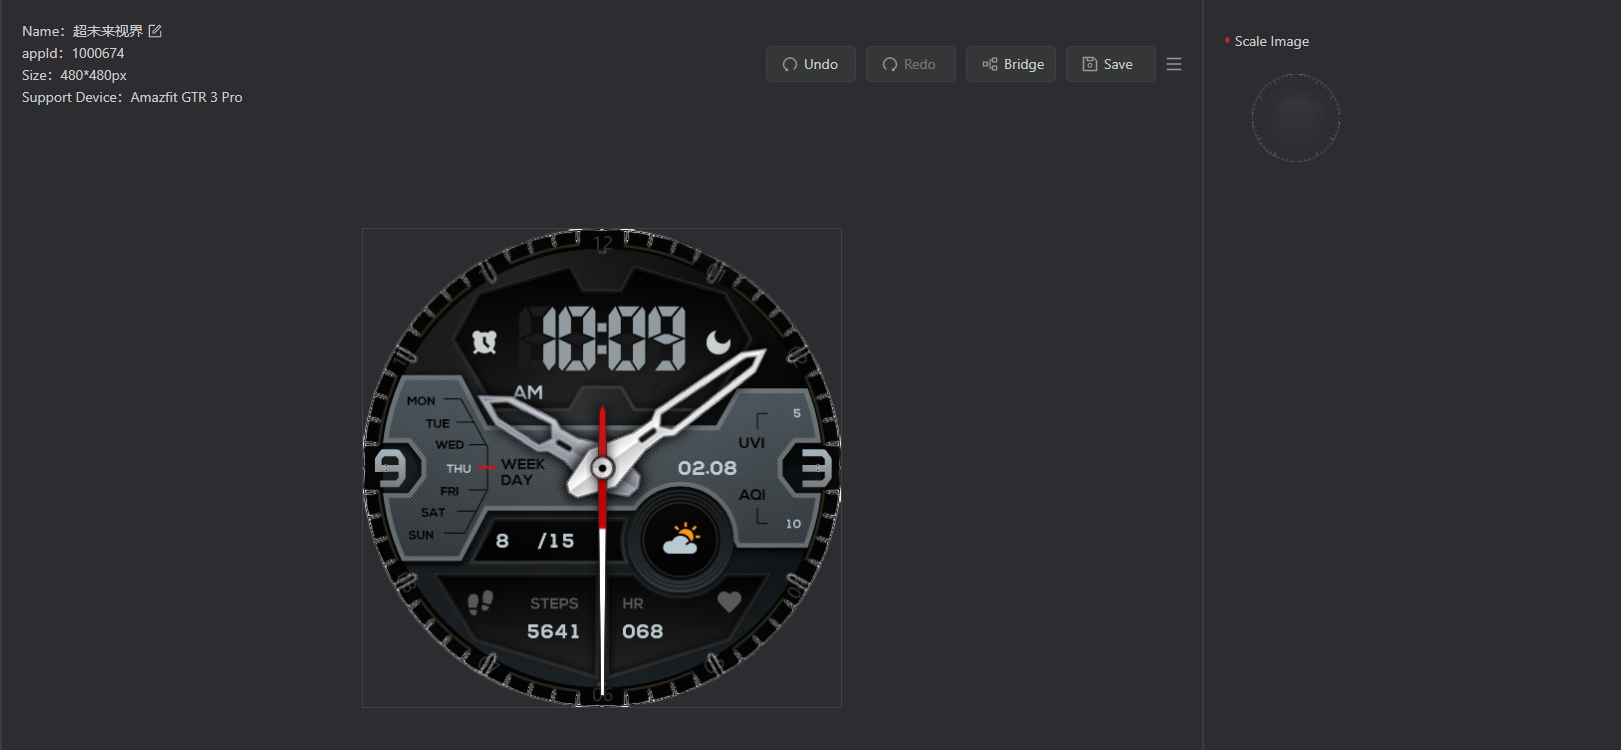 Name：超未来视界
appId：1000674
Size：480*480px
Support Device：Amazfit GTR 3 Pro
Undo
Redo
Bridge
Save
* Scale Image
12
10:09
AM
MON
TUE
WED
THU
FRI
SAT
SUN
WEEK
DAY
9
5
UVI
02.08
AQI
10
3
8 /15
STEPS
5641
HR
068
06